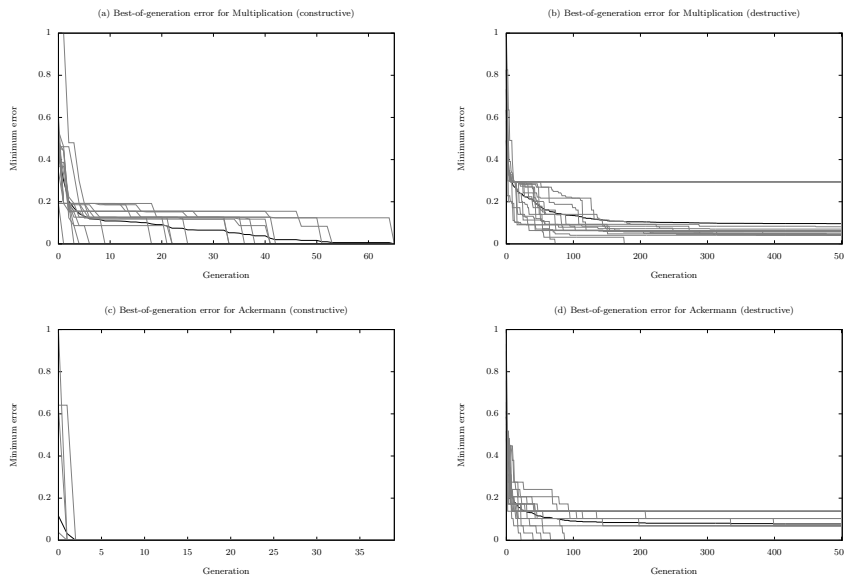 (a) Best-of-generation error for Multiplication (constructive)
1
0.8
0.6
0.4
0.2
0
Minimum error
0 10 20 30 40 50 60
Generation
(b) Best-of-generation error for Multiplication (destructive)
1
0.8
0.6
0.4
0.2
0
Minimum error
0 100 200 300 400 50
Generation
(c) Best-of-generation error for Ackermann (constructive)
1
0.8
0.6
0.4
0.2
0
Minimum error
0 5 10 15 20 25 30 35
Generation
(d) Best-of-generation error for Ackermann (destructive)
1
0.8
0.6
0.4
0.2
0
Minimum error
0 100 200 300 400 50
Generation